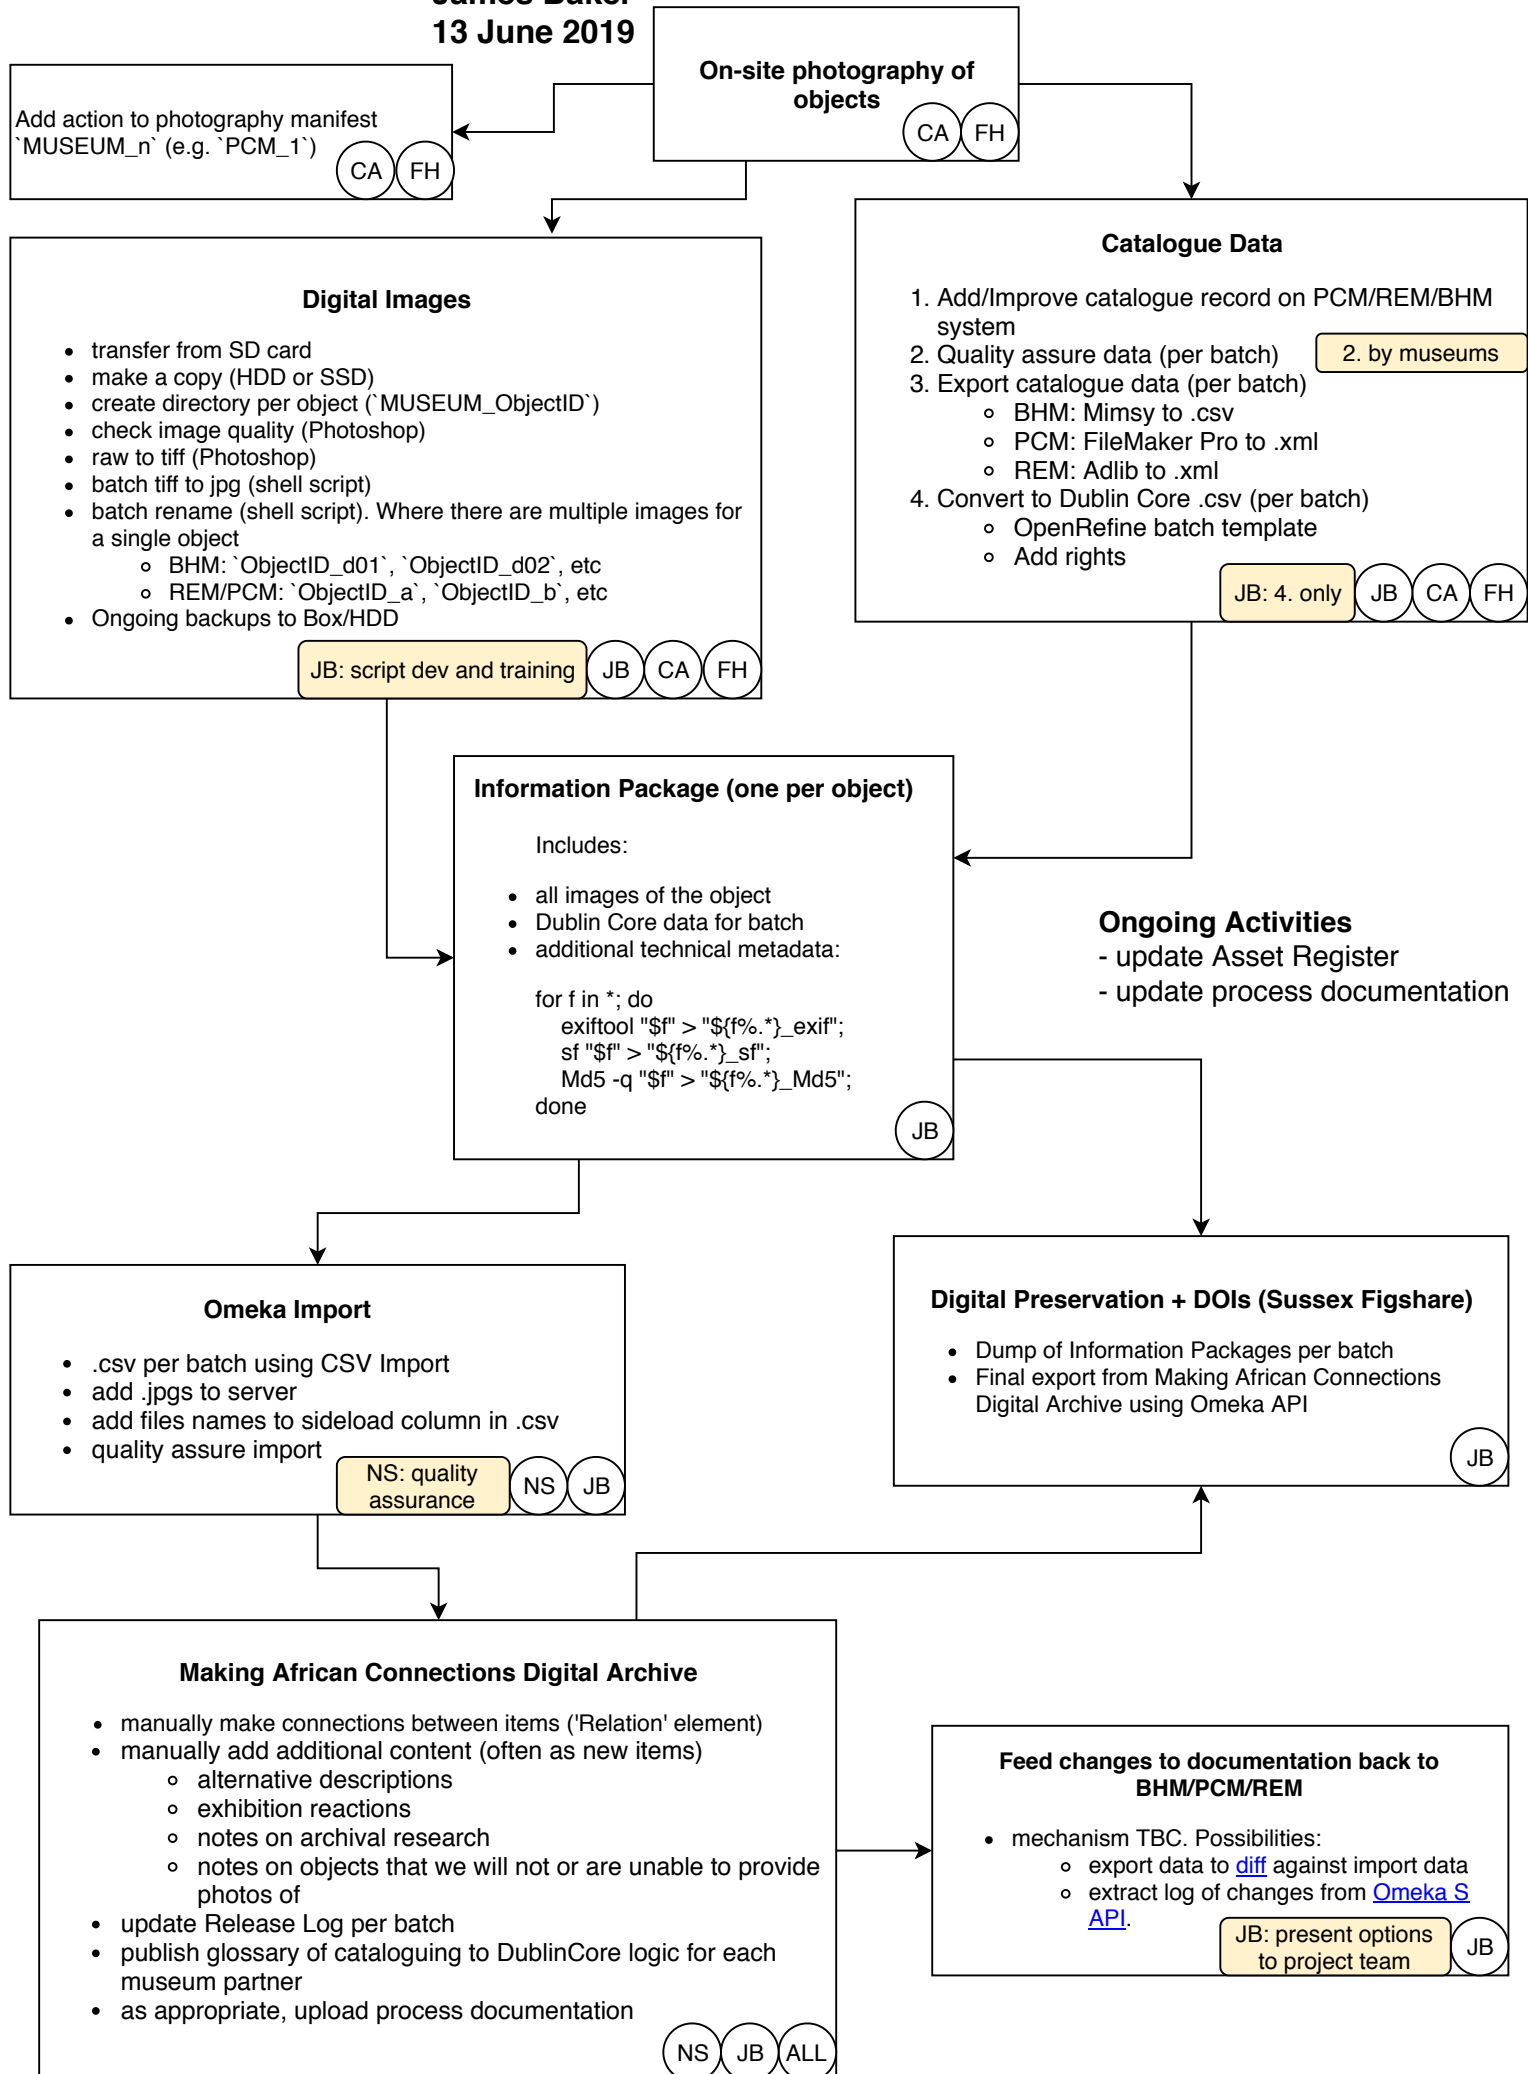 James Baker
13 June 2019
On-site photography of
objects
CA
FH
Add action to photography manifest
`MUSEUM_n` (e.g. `PCM_1`)
CA
FH
Digital Images
• transfer from SD card
• make a copy (HDD or SSD)
• create directory per object (`MUSEUM_ObjectID`)
• check image quality (Photoshop)
• raw to tiff (Photoshop)
• batch tiff to jpg (shell script)
• batch rename (shell script). Where there are multiple images for
a single object
◦ BHM: `ObjectID_d01`, `ObjectID_d02`, etc
◦ REM/PCM: `ObjectID_a`, `ObjectID_b`, etc
• Ongoing backups to Box/HDD
JB: script dev and training
JB
CA
FH
Catalogue Data
1. Add/Improve catalogue record on PCM/REM/BHM
system
2. Quality assure data (per batch)
2. by museums
3. Export catalogue data (per batch)
◦ BHM: Mimsy to .csv
◦ PCM: FileMaker Pro to .xml
◦ REM: Adlib to .xml
4. Convert to Dublin Core .csv (per batch)
◦ OpenRefine batch template
◦ Add rights
JB: 4. only
JB
CA
FH
Information Package (one per object)
Includes:
• all images of the object
• Dublin Core data for batch
• additional technical metadata:
for f in *; do
exiftool "$f" > "${f%.*}_exif";
sf "$f" > "${f%.*}_sf";
Md5 -q "$f" > "${f%.*}_Md5";
done
JB
Ongoing Activities
- update Asset Register
- update process documentation
Omeka Import
• .csv per batch using CSV Import
• add .jpgs to server
• add files names to sideload column in .csv
• quality assure import
NS: quality
assurance
NS
JB
Digital Preservation + DOIs (Sussex Figshare)
• Dump of Information Packages per batch
• Final export from Making African Connections
Digital Archive using Omeka API
JB
Making African Connections Digital Archive
• manually make connections between items ('Relation' element)
• manually add additional content (often as new items)
◦ alternative descriptions
◦ exhibition reactions
◦ notes on archival research
◦ notes on objects that we will not or are unable to provide
photos of
• update Release Log per batch
• publish glossary of cataloguing to DublinCore logic for each
museum partner
• as appropriate, upload process documentation
NS
JB
ALL
Feed changes to documentation back to
BHM/PCM/REM
• mechanism TBC. Possibilities:
◦ export data to diff against import data
◦ extract log of changes from Omeka S
API.
JB: present options
to project team
JB